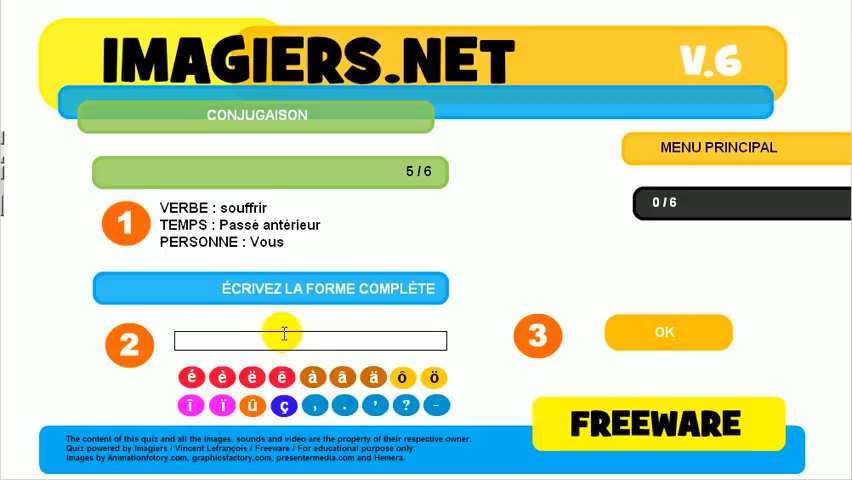 IMAGIERS.NET
V.6
CONJUGAISON
MENU PRINCIPAL
5 / 6
0 / 6
1
VERBE : souffrir
TEMPS : Passé antérieur
PERSONNE : Vous
ÉCRIVEZ LA FORME COMPLÈTE
2
3
OK
é è ë ê à â ä ô ö
î ï û ç , . ' ? -
FREEWARE
The content of this quiz and all the images, sounds and video are the property of their respective owner.
Quiz powered by Imagiers / Vincent Lefrançois / Freeware / For educational purpose only.
Images by Animationfctory.com, graphicsfactory.com, presentermedia.com and Hemera.